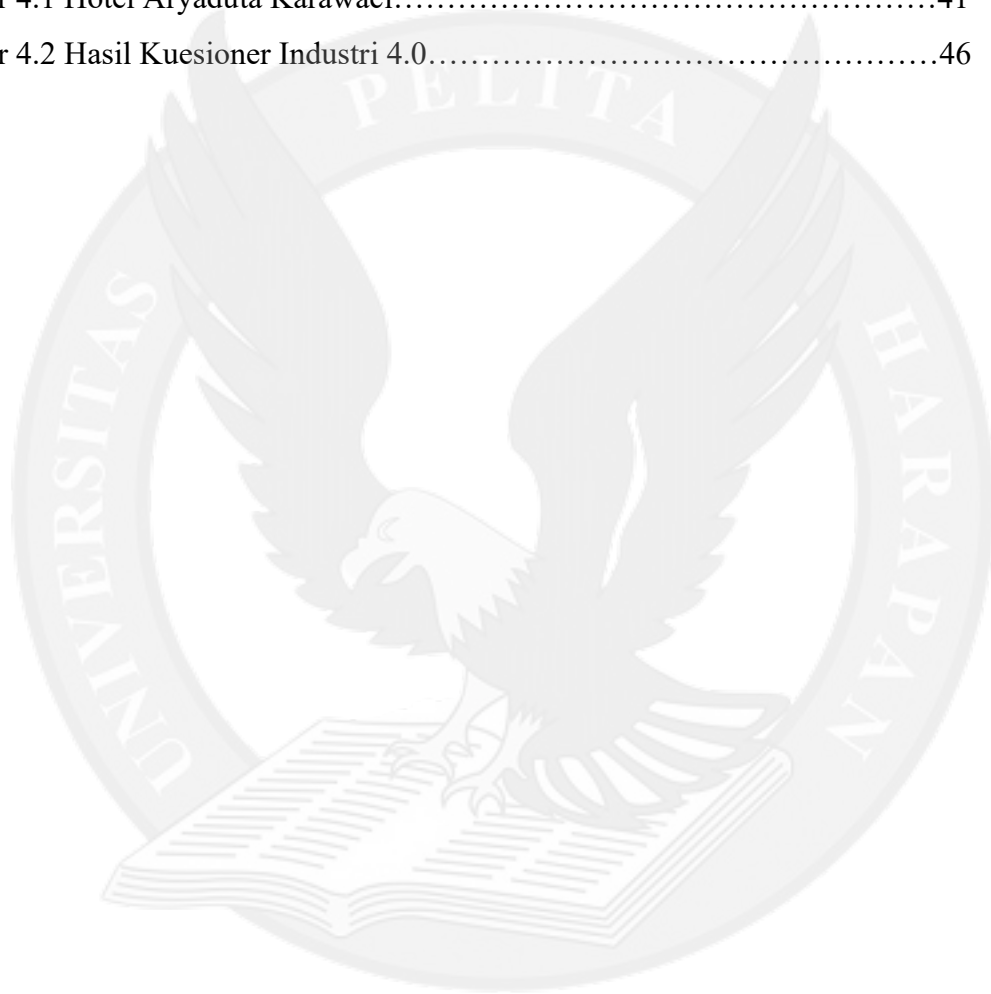 r 4.1 Hotel Aryaduta Karawaci……………………………………………41
r 4.2 Hasil Kuesioner Industri 4.0…………………………………………46
UNIVERSITAS PELITA HARAPAN